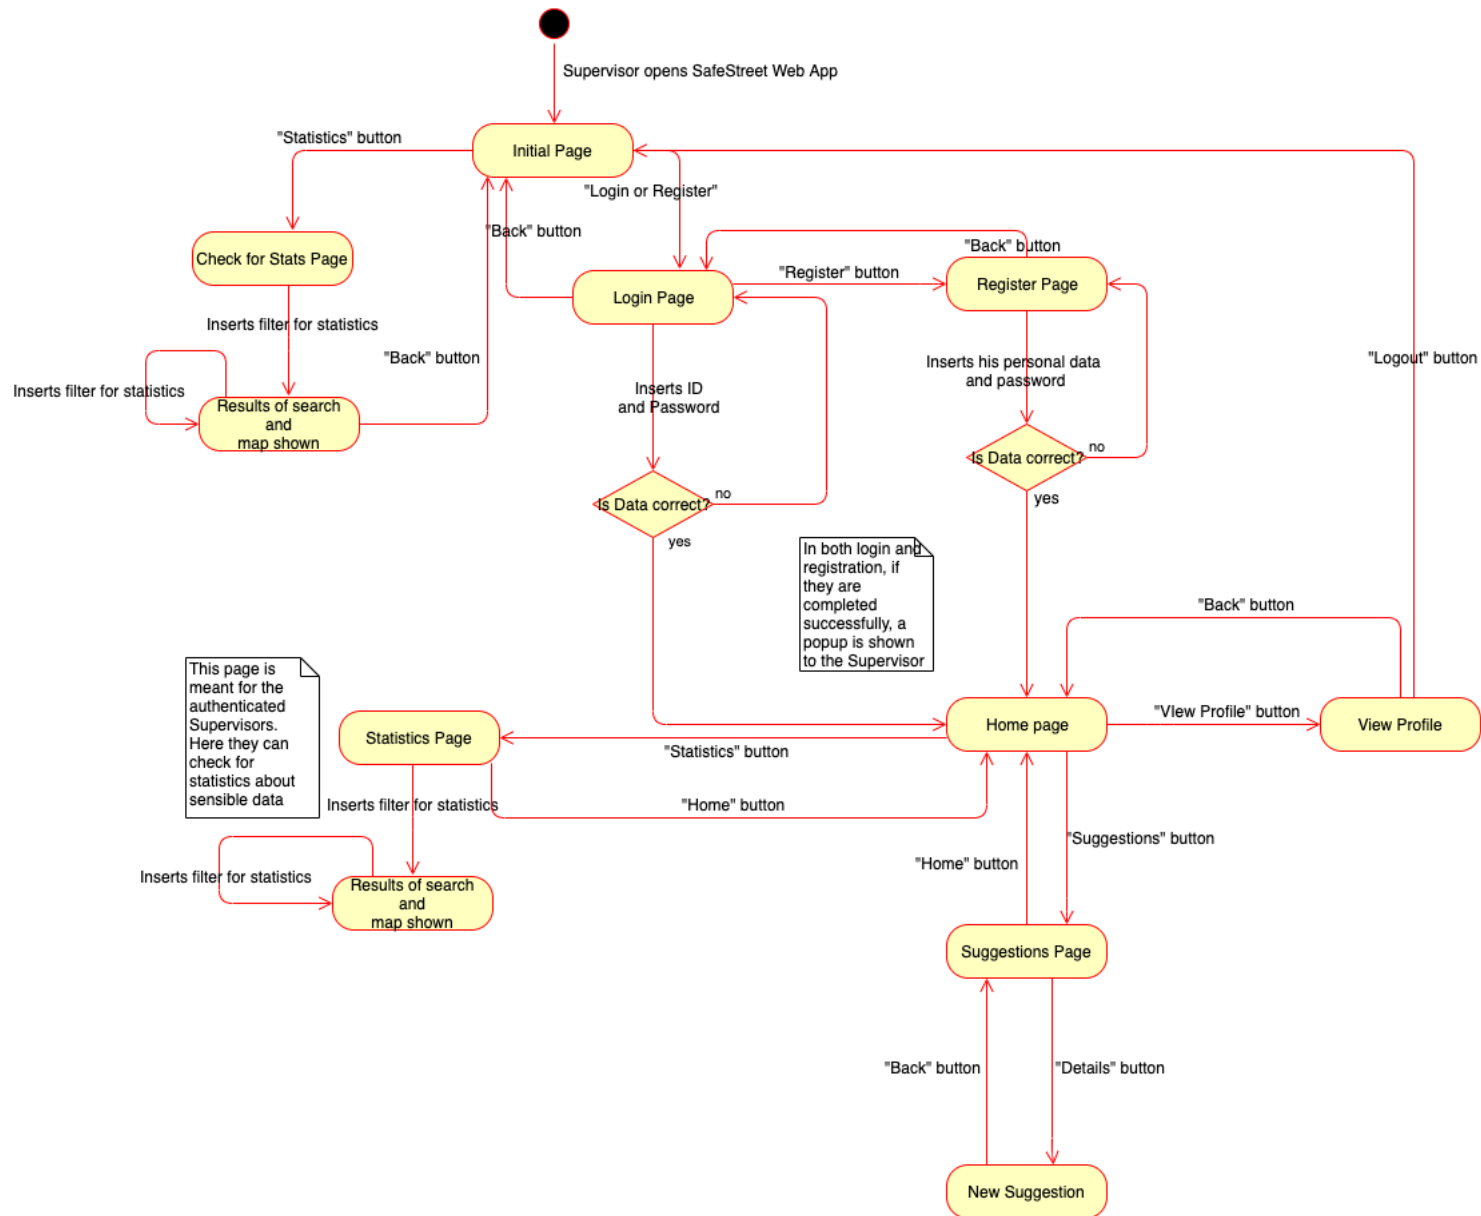 Supervisor opens SafeStreet Web App
"Statistics" button
Initial Page
"Login or Register"
"Back" button
"Back" button
Check for Stats Page
"Register" button
Register Page
Login Page
Inserts filter for statistics
"Back" button
"Logout" button
Inserts his personal data
and password
Inserts filter for statistics
Inserts ID
and Password
Results of search
and
map shown
Is Data correct?
no
yes
Is Data correct?
no
yes
In both login and
registration, if
they are
completed
successfully, a
popup is shown
to the Supervisor
"Back" button
This page is
meant for the
authenticated
Supervisors.
Here they can
check for
statistics about
sensible data
Statistics Page
Home page
"VIew Profile" button
View Profile
"Statistics" button
Inserts filter for statistics
"Home" button
"Suggestions" button
"Home" button
Inserts filter for statistics
Results of search
and
map shown
Suggestions Page
"Back" button
"Details" button
New Suggestion